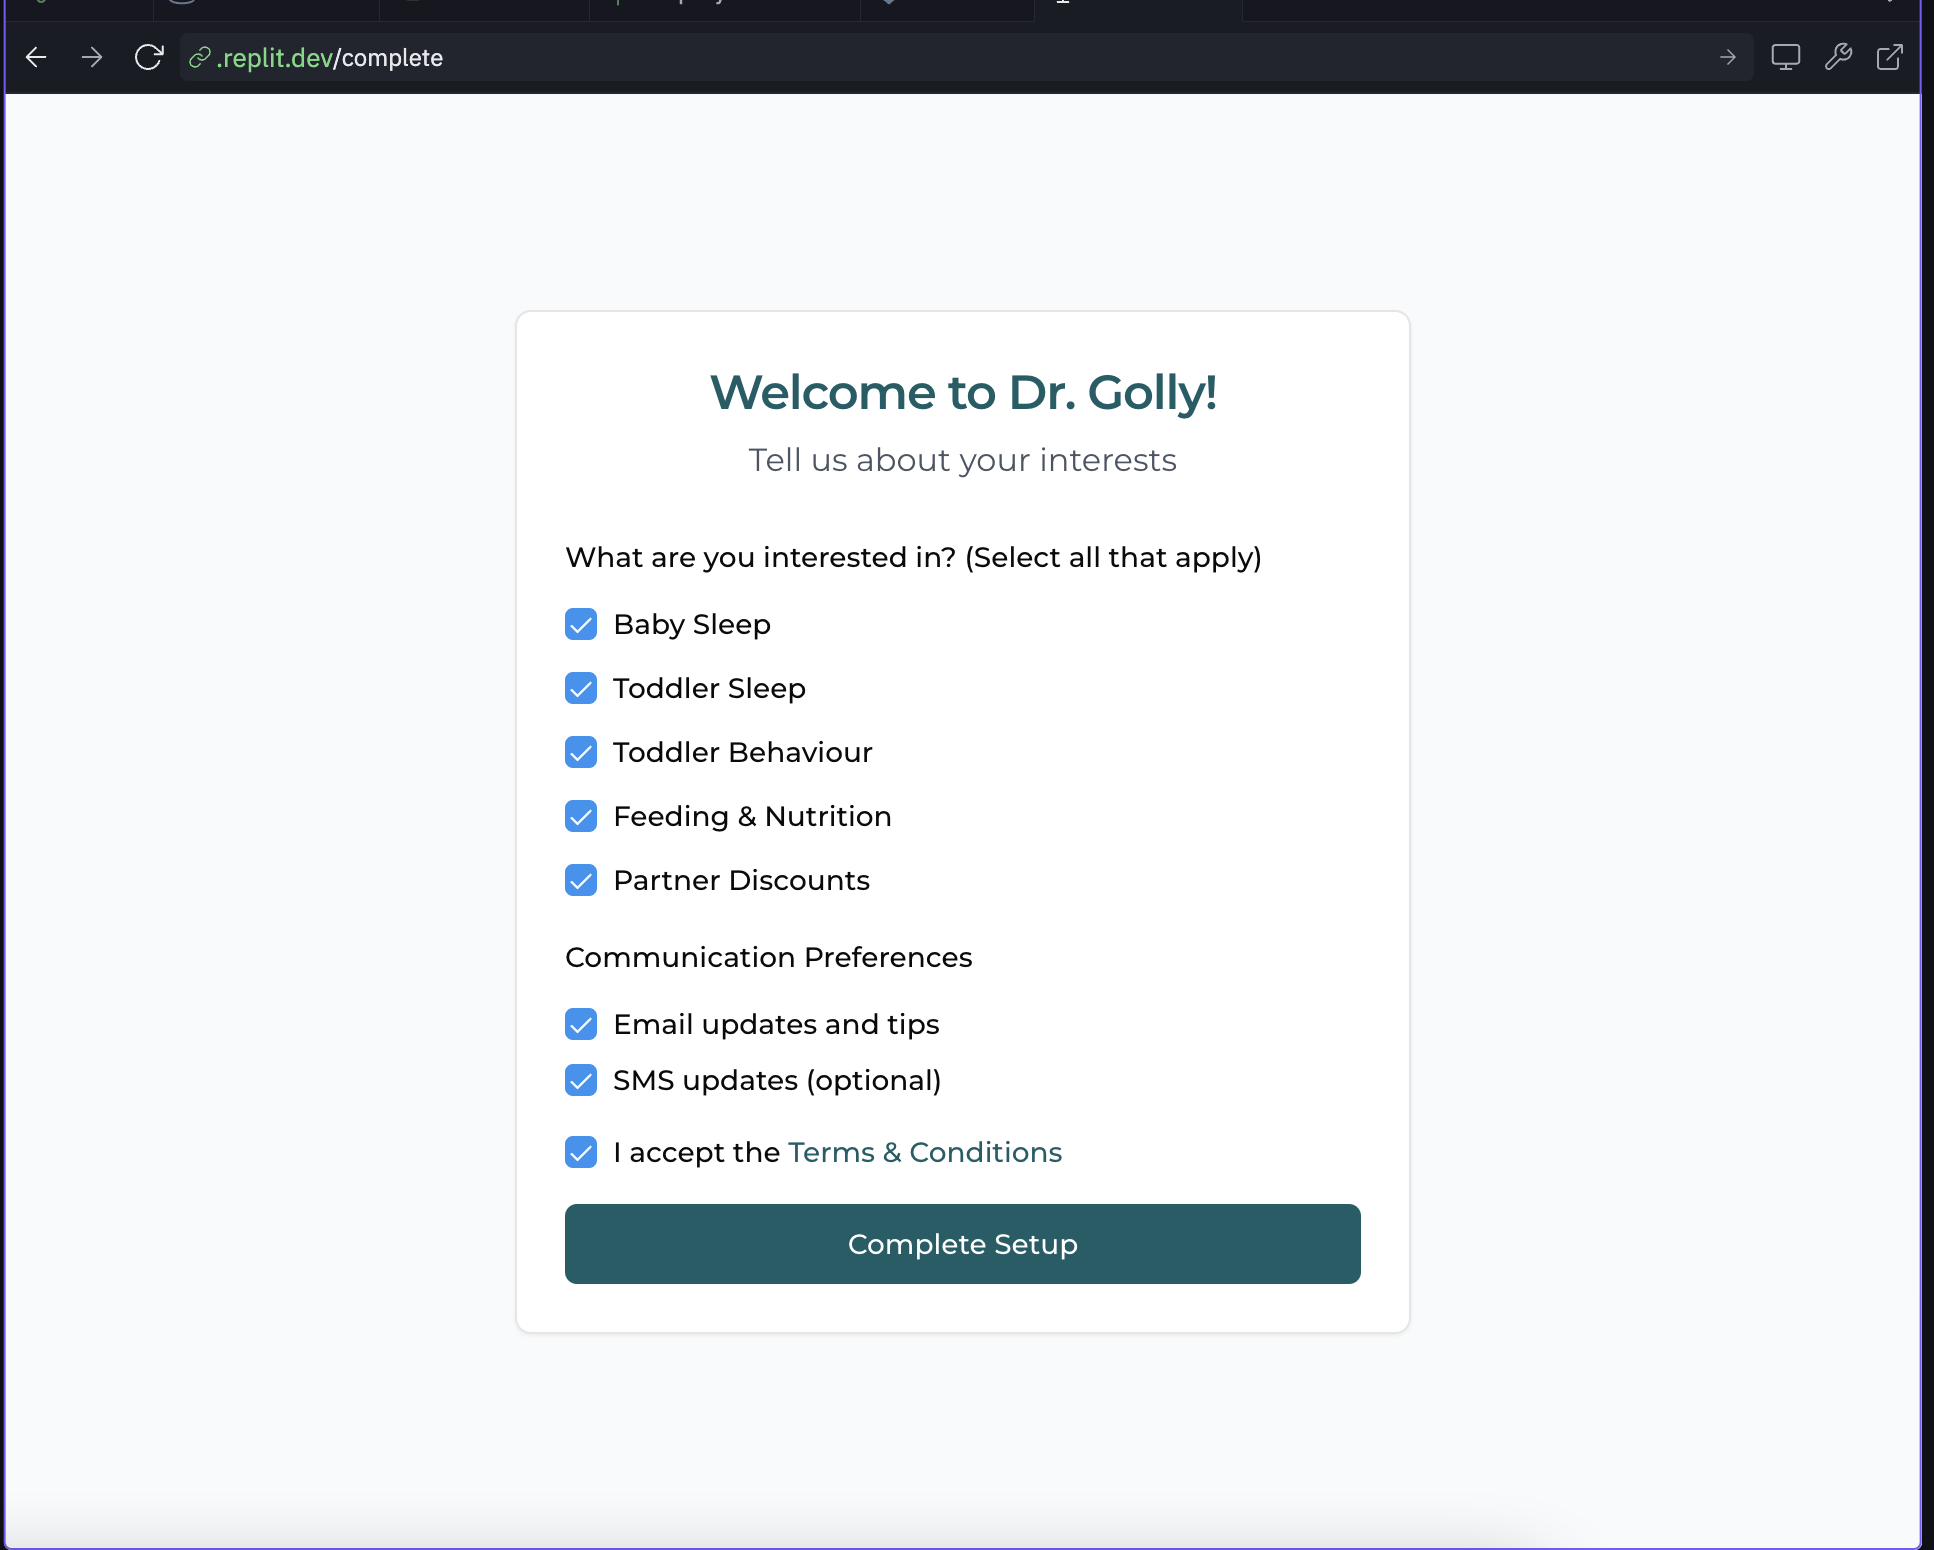 .replit.dev/complete
Welcome to Dr. Golly!
Tell us about your interests
What are you interested in? (Select all that apply)
Baby Sleep
Toddler Sleep
Toddler Behaviour
Feeding & Nutrition
Partner Discounts
Communication Preferences
Email updates and tips
SMS updates (optional)
I accept the Terms & Conditions
Complete Setup